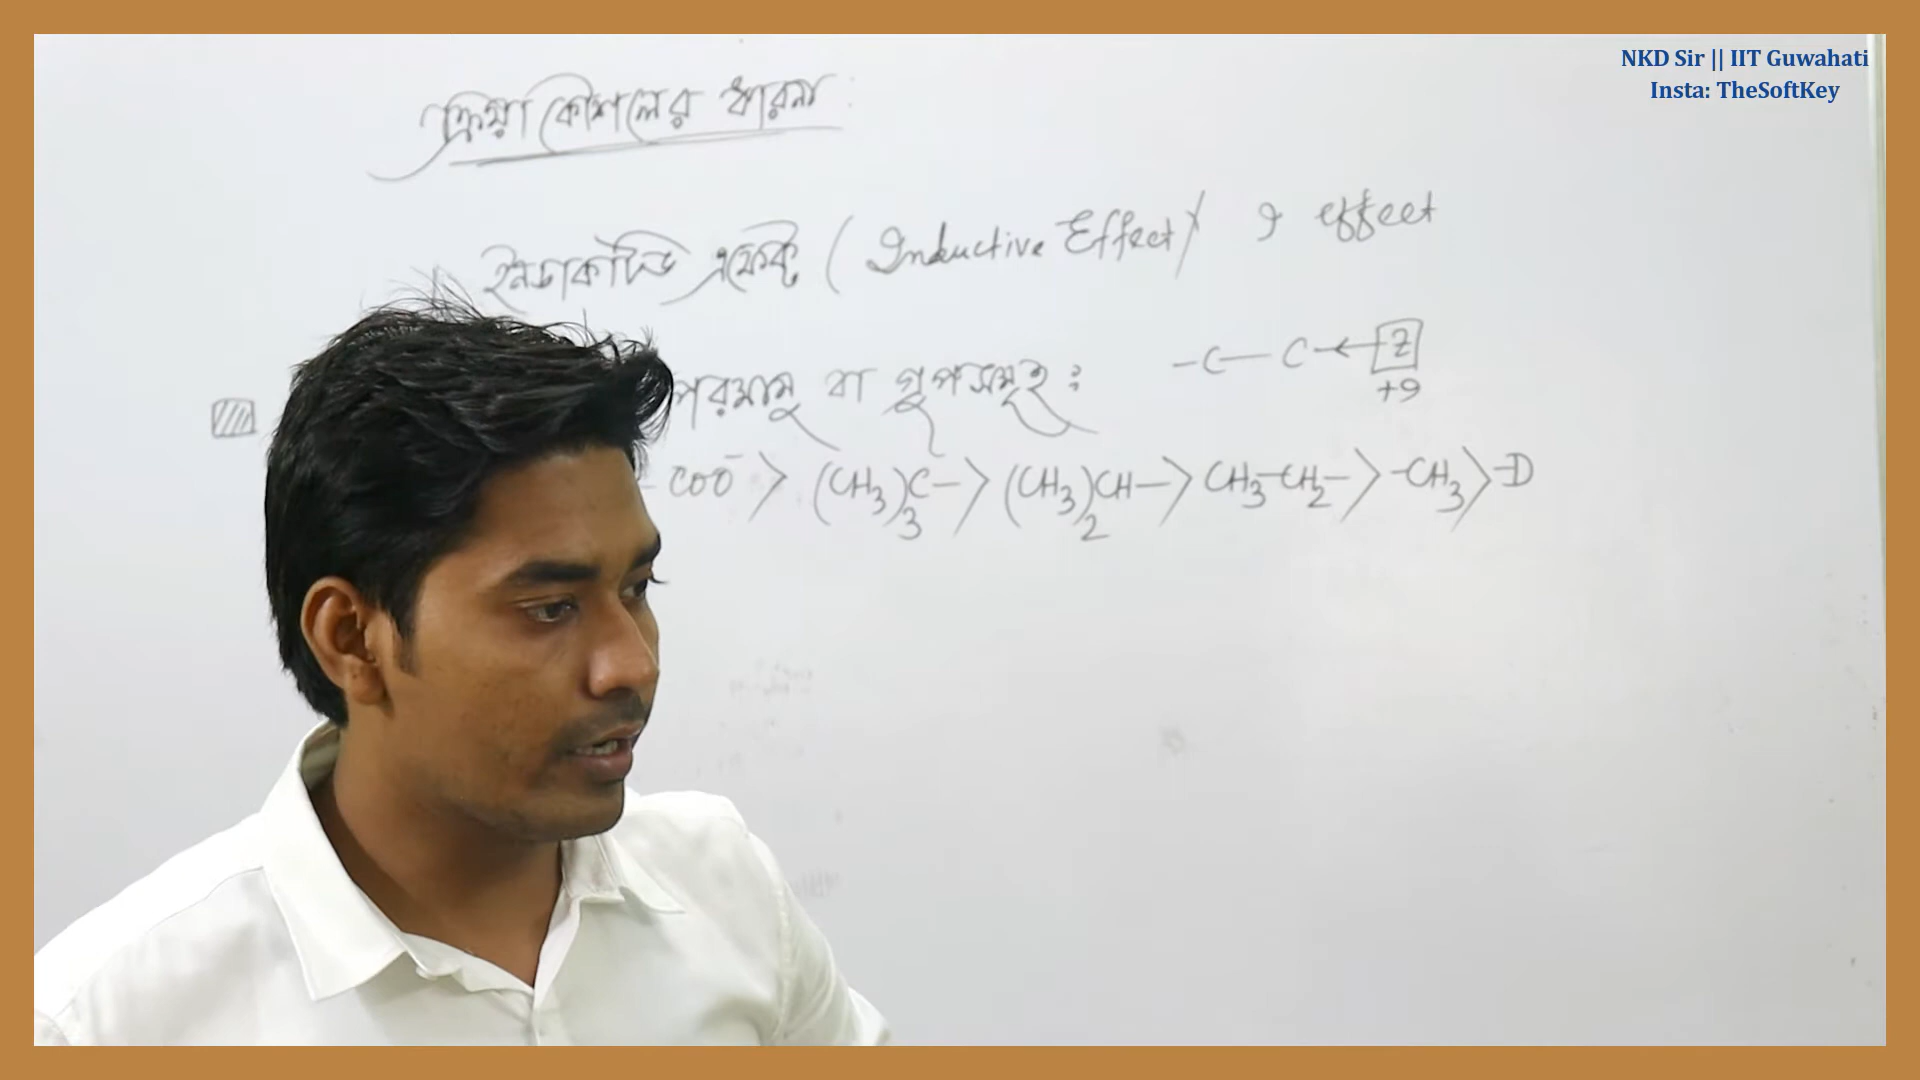 NKD Sir || IIT Guwahati
Insta: TheSoftKey
ক্রিয়া কৌশলের ধারনা :
ইনডাকটিভ এফেক্ট ( Inductive Effect) I effect
পরমাণু বা গ্রুপসমূহ :
-C—C←Z
+I
- COO⁻ > (CH₃)₃C- > (CH₃)₂CH- > CH₃-CH₂- > -CH₃ > -D